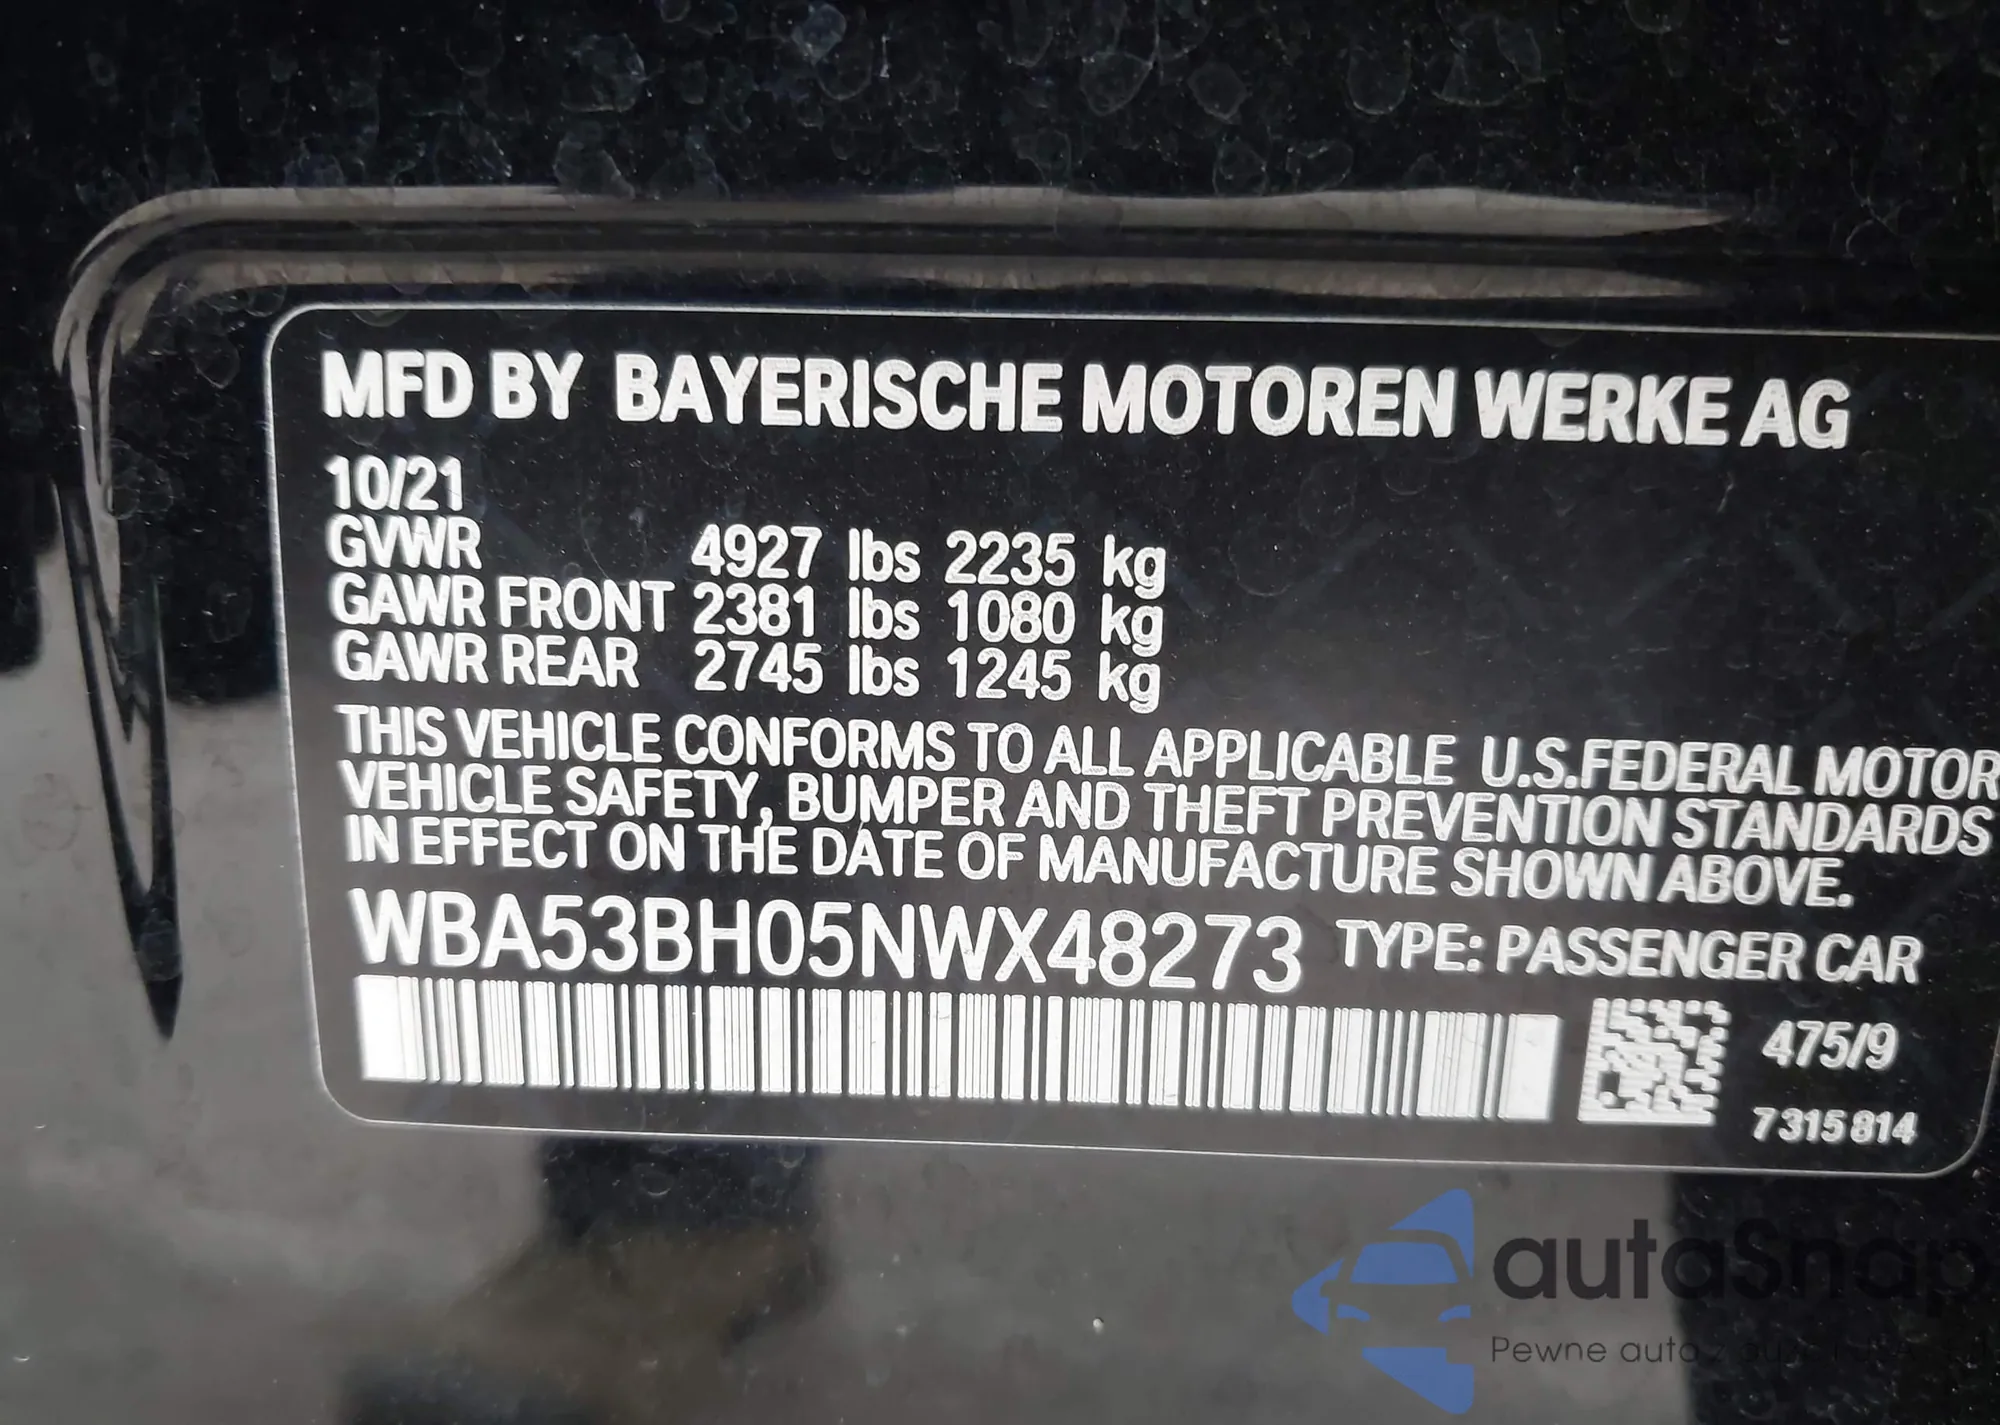 MFD BY BAYERISCHE MOTOREN WERKE AG
10/21
GVWR 4927 lbs 2235 kg
GAWR FRONT 2381 lbs 1080 kg
GAWR REAR 2745 lbs 1245 kg
THIS VEHICLE CONFORMS TO ALL APPLICABLE U.S.FEDERAL MOTOR
VEHICLE SAFETY, BUMPER AND THEFT PREVENTION STANDARDS
IN EFFECT ON THE DATE OF MANUFACTURE SHOWN ABOVE.
WBA53BH05NWX48273 TYPE: PASSENGER CAR
475/9
7 315 814
autaSnap
Pewne auta z